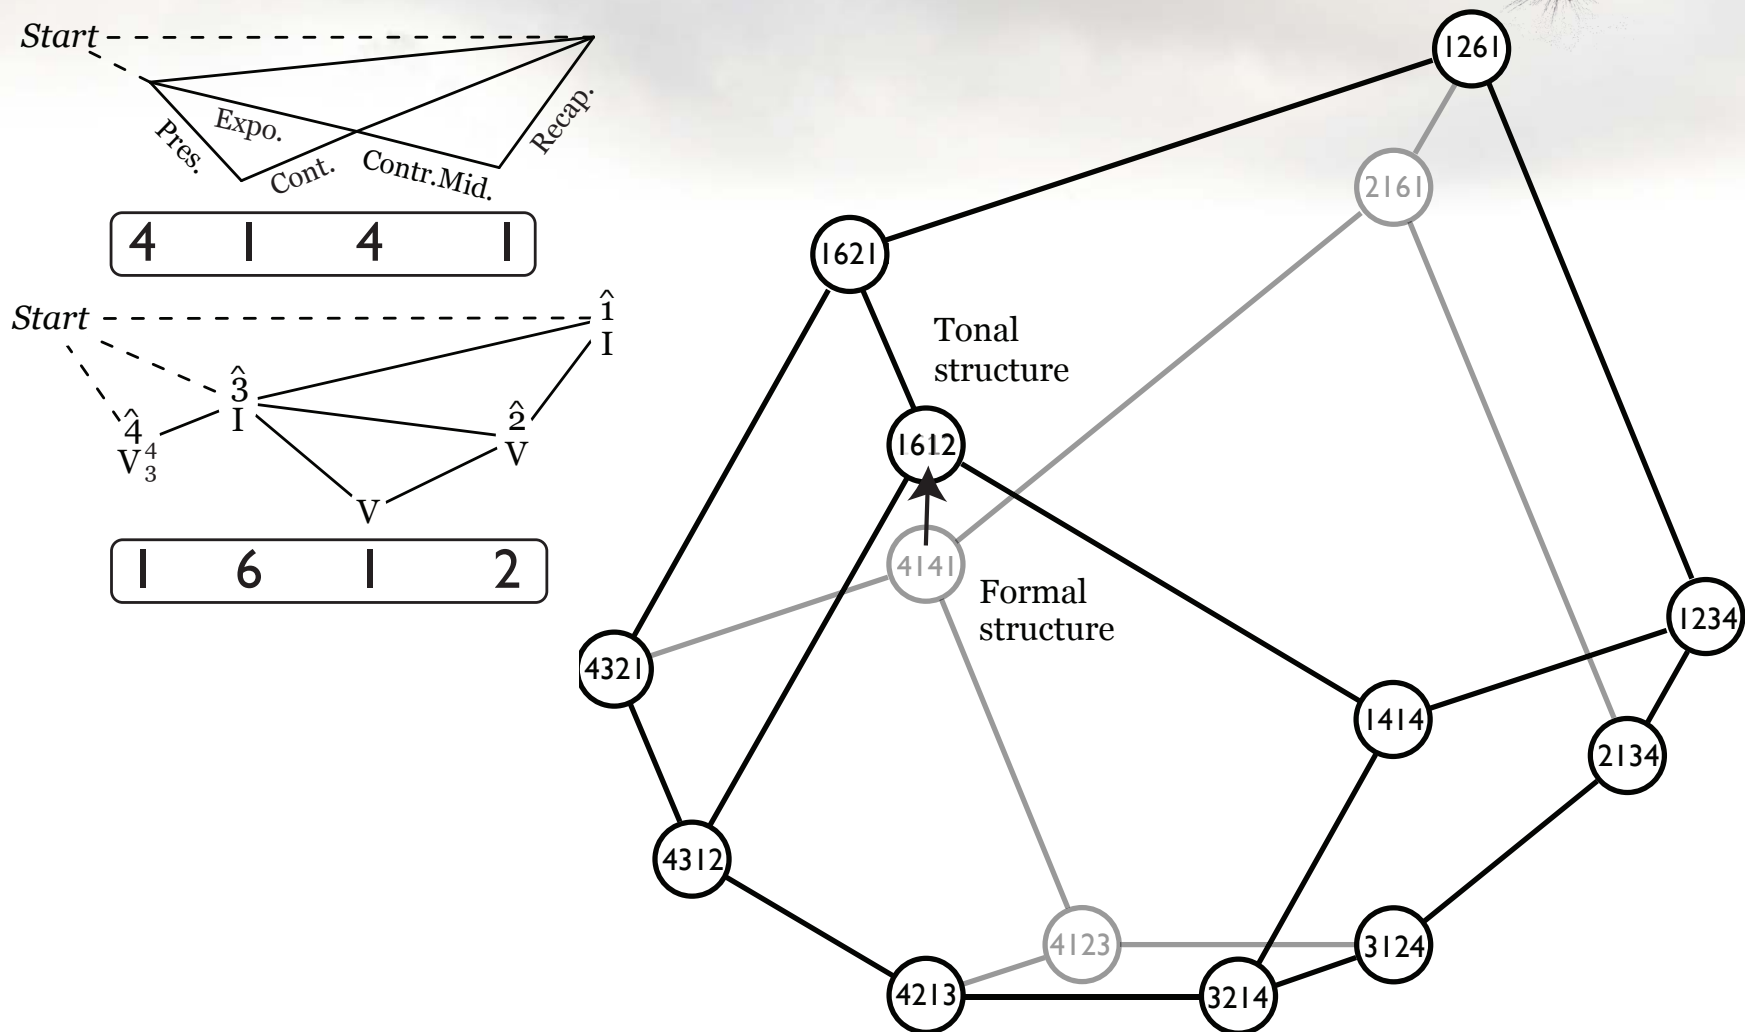 Start
Pres.
Expo.
Cont.
Contr.Mid.
Recap.
4 1 4 1
Start
^4
V 4 3
^3
I
V
^2
V
^1
I
1 6 1 2
1261
2161
1621
Tonal
structure
1612
4141
Formal
structure
1234
4321
1414
2134
4312
4123
3124
4213
3214